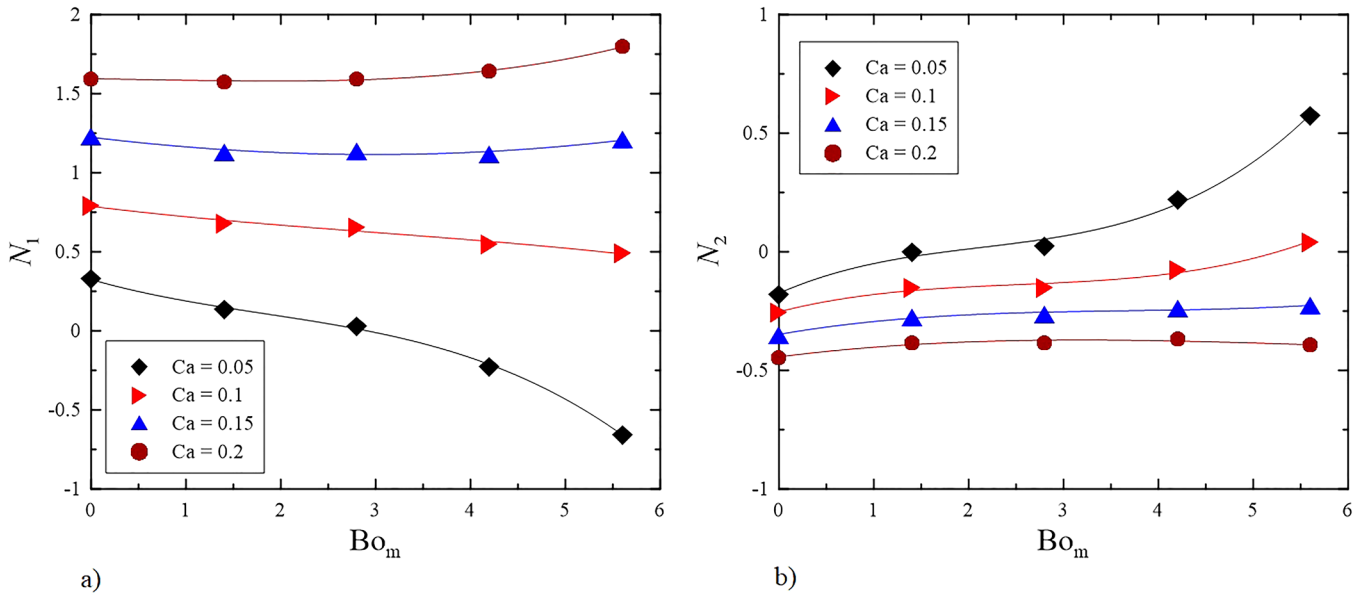 2
1.5
1
0.5
0
-0.5
-1
N1
Ca = 0.05
Ca = 0.1
Ca = 0.15
Ca = 0.2
0 1 2 3 4 5 6
Bom
a)
1
0.5
0
-0.5
-1
N2
Ca = 0.05
Ca = 0.1
Ca = 0.15
Ca = 0.2
0 1 2 3 4 5 6
Bom
b)